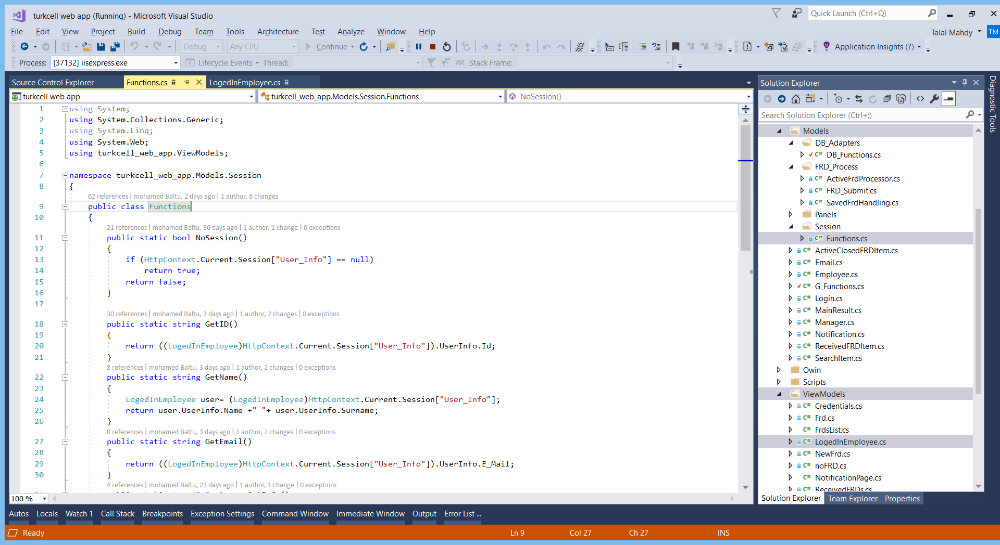 turkcell web app (Running) - Microsoft Visual Studio
Quick Launch (Ctrl+Q)
File Edit View Project Build Debug Team Tools Architecture Test Analyze Window Help
Talal Mahdy TM
Debug Any CPU Continue Application Insights (?)
Process: [37132] iisexpress.exe Lifecycle Events Thread: Stack Frame:
Source Control Explorer Functions.cs LogedInEmployee.cs
turkcell web app turkcell_web_app.Models.Session.Functions NoSession()
1 using System;
2 using System.Collections.Generic;
3 using System.Linq;
4 using System.Web;
5 using turkcell_web_app.ViewModels;
6
7 namespace turkcell_web_app.Models.Session
8 {
62 references | mohamed Baltu, 2 days ago | 1 author, 8 changes
9 public class Functions
10 {
21 references | mohamed Baltu, 36 days ago | 1 author, 1 change | 0 exceptions
11 public static bool NoSession()
12 {
13 if (HttpContext.Current.Session["User_Info"] == null)
14 return true;
15 return false;
16 }
17
30 references | mohamed Baltu, 3 days ago | 1 author, 2 changes | 0 exceptions
18 public static string GetID()
19 {
20 return ((LogedInEmployee)HttpContext.Current.Session["User_Info"]).UserInfo.Id;
21 }
8 references | mohamed Baltu, 3 days ago | 1 author, 2 changes | 0 exceptions
22 public static string GetName()
23 {
24 LogedInEmployee user= (LogedInEmployee)HttpContext.Current.Session["User_Info"];
25 return user.UserInfo.Name +" "+ user.UserInfo.Surname;
26 }
0 references | mohamed Baltu, 3 days ago | 1 author, 2 changes | 0 exceptions
27 public static string GetEmail()
28 {
29 return ((LogedInEmployee)HttpContext.Current.Session["User_Info"]).UserInfo.E_Mail;
30 }
4 references | mohamed Baltu, 23 days ago | 1 author, 1 change | 0 exceptions
100 %
Solution Explorer
Search Solution Explorer (Ctrl+;)
Models
DB_Adapters
C# DB_Functions.cs
FRD_Process
C# ActiveFrdProcessor.cs
C# FRD_Submit.cs
C# SavedFrdHandling.cs
Panels
Session
C# Functions.cs
C# ActiveClosedFRDItem.cs
C# Email.cs
C# Employee.cs
C# G_Functions.cs
C# Login.cs
C# MainResult.cs
C# Manager.cs
C# Notification.cs
C# ReceivedFRDItem.cs
C# SearchItem.cs
Owin
Scripts
ViewModels
C# Credentials.cs
C# Frd.cs
C# FrdsList.cs
C# LogedInEmployee.cs
C# NewFrd.cs
C# noFRD.cs
C# NotificationPage.cs
C# ReceivedFRDs.cs
Solution Explorer Team Explorer Properties
Diagnostic Tools
Autos Locals Watch 1 Call Stack Breakpoints Exception Settings Command Window Immediate Window Output Error List ...
Ready Ln 9 Col 27 Ch 27 INS